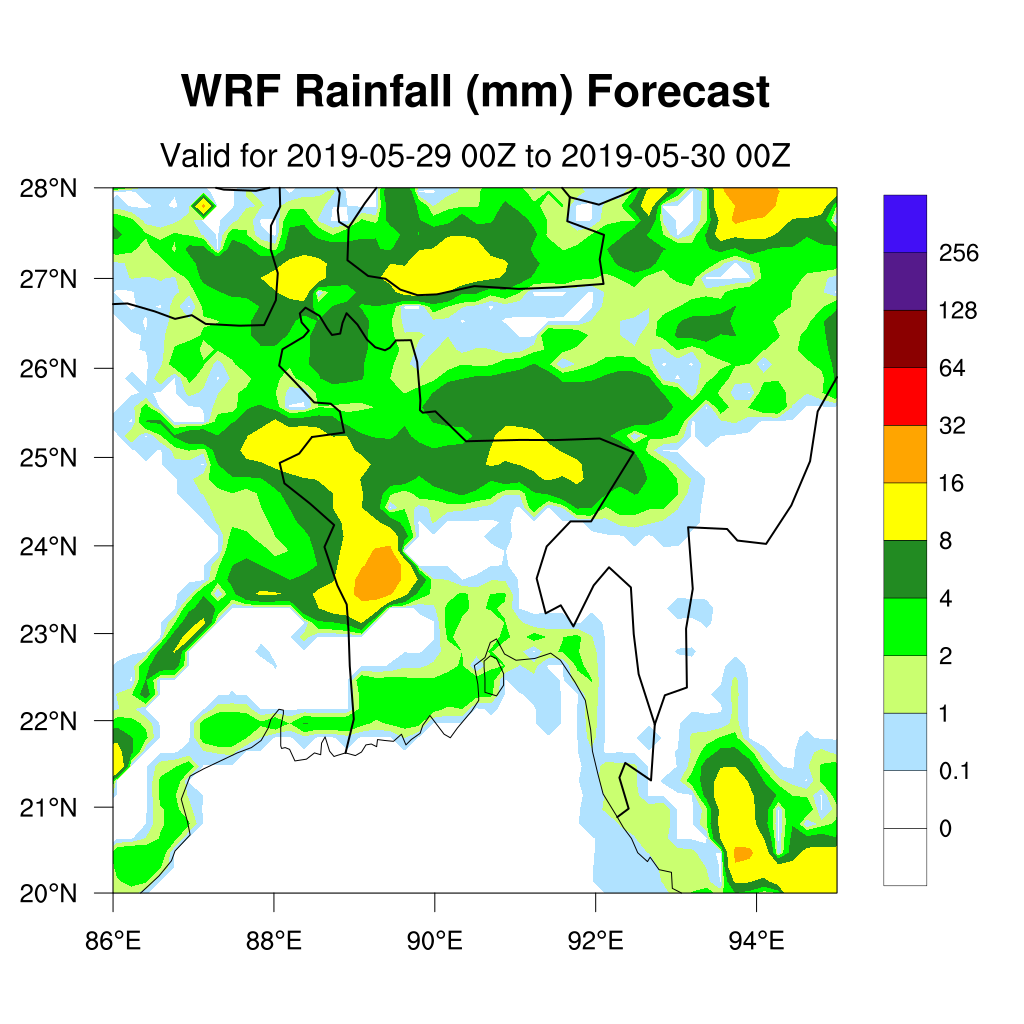 WRF Rainfall (mm) Forecast
Valid for 2019-05-29 00Z to 2019-05-30 00Z
28°N
27°N
26°N
25°N
24°N
23°N
22°N
21°N
20°N
86°E 88°E 90°E 92°E 94°E
256
128
64
32
16
8
4
2
1
0.1
0